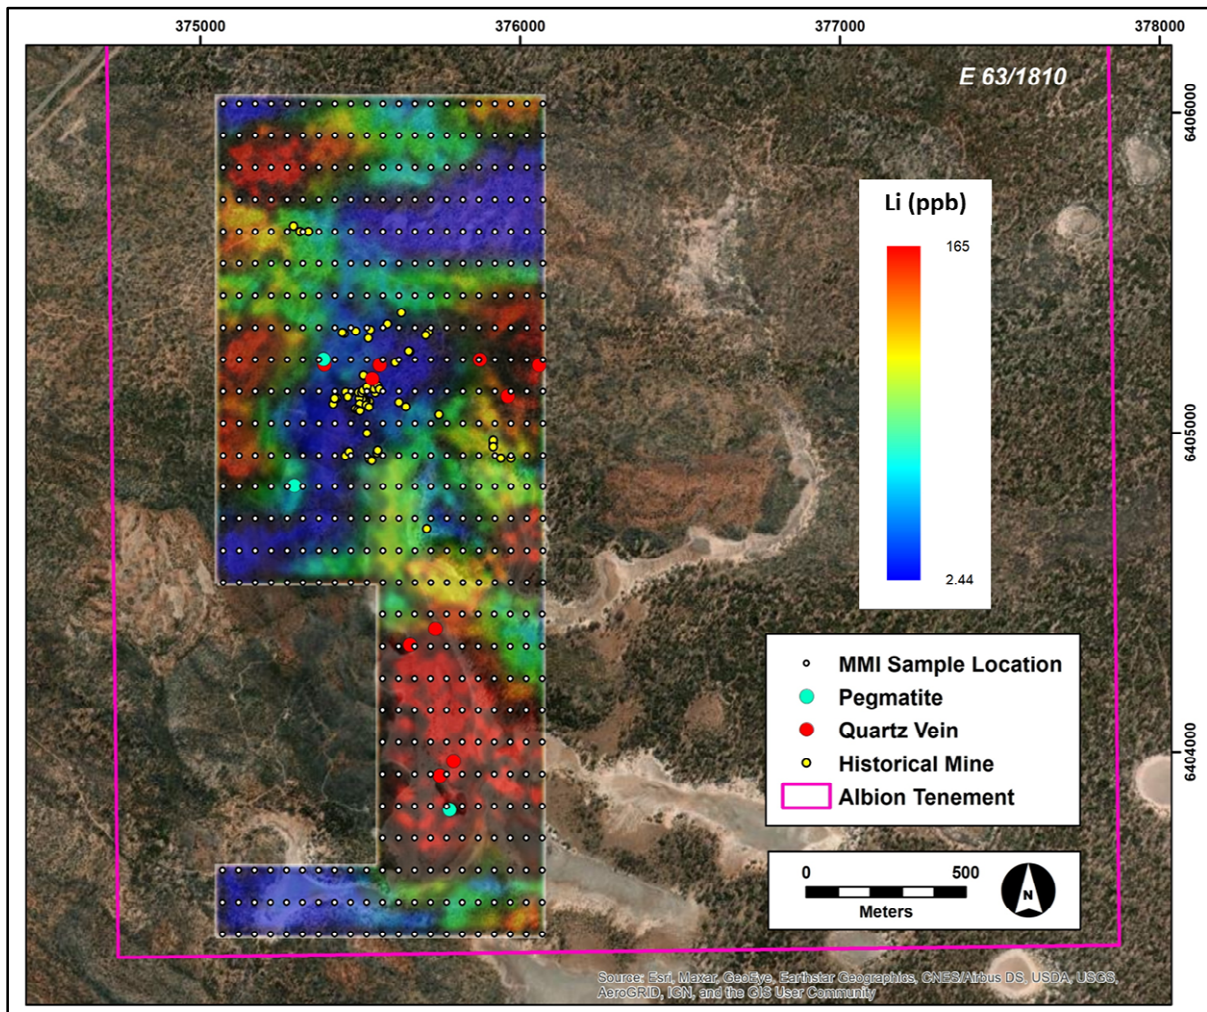 375000
376000
377000
378000
E 63/1810
6406000
Li (ppb)
165
2.44
6405000
MMI Sample Location
Pegmatite
Quartz Vein
Historical Mine
Albion Tenement
6404000
0
500
Meters
N
Source: Esri, Maxar, GeoEye, Earthstar Geographics, CNES/Airbus DS, USDA, USGS,
AeroGRID, IGN, and the GIS User Community